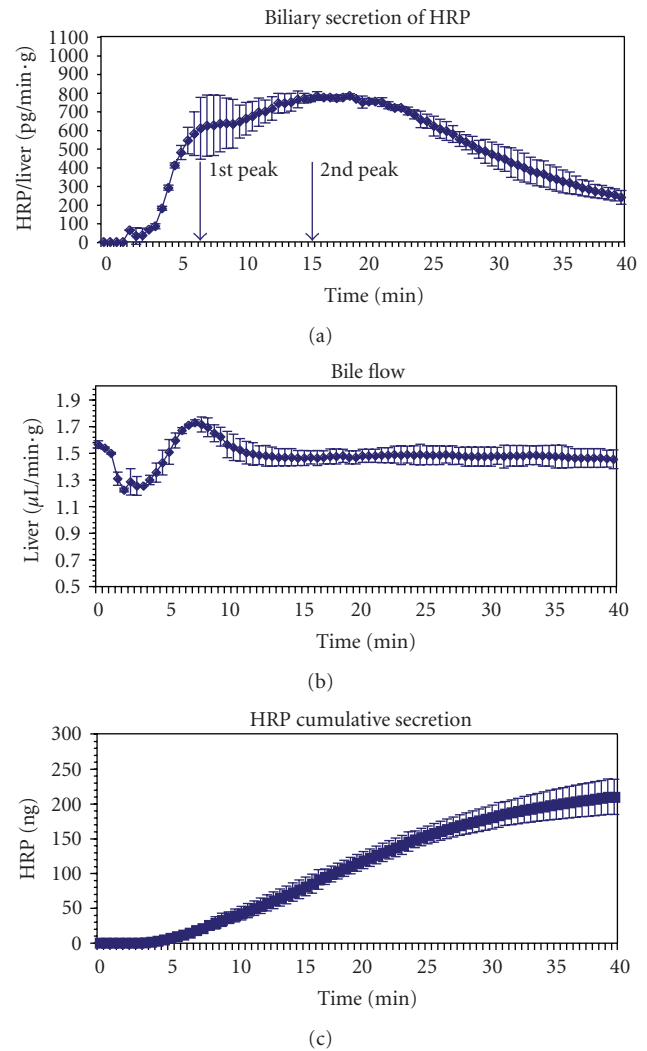 Biliary secretion of HRP
1100
1000
900
800
700
600
500
400
300
200
100
0
HRP/liver (pg/min·g)
1st peak
2nd peak
0 5 10 15 20 25 30 35 40
Time (min)
(a)
Bile flow
1.9
1.7
1.5
1.3
1.1
0.9
0.7
0.5
Liver (µL/min·g)
0 5 10 15 20 25 30 35 40
Time (min)
(b)
HRP cumulative secretion
300
250
200
150
100
50
0
HRP (ng)
0 5 10 15 20 25 30 35 40
Time (min)
(c)